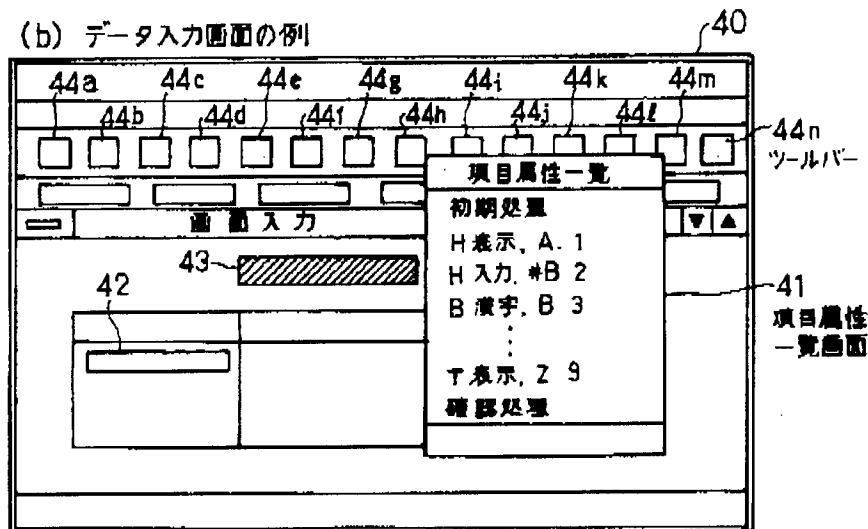 (b) データ入力画面の例
40
44a 44c 44e 44g 44i 44k 44m
44b 44d 44f 44h 44j 44l
44n
ツールバー
項目属性一覧
画面入力 ▼ ▲
初期処理
H表示, A. 1
43
H入力, #B 2
41
42
B漢字, B 3
項目属性
一覧画面
⋮
T表示, Z 9
確認処理